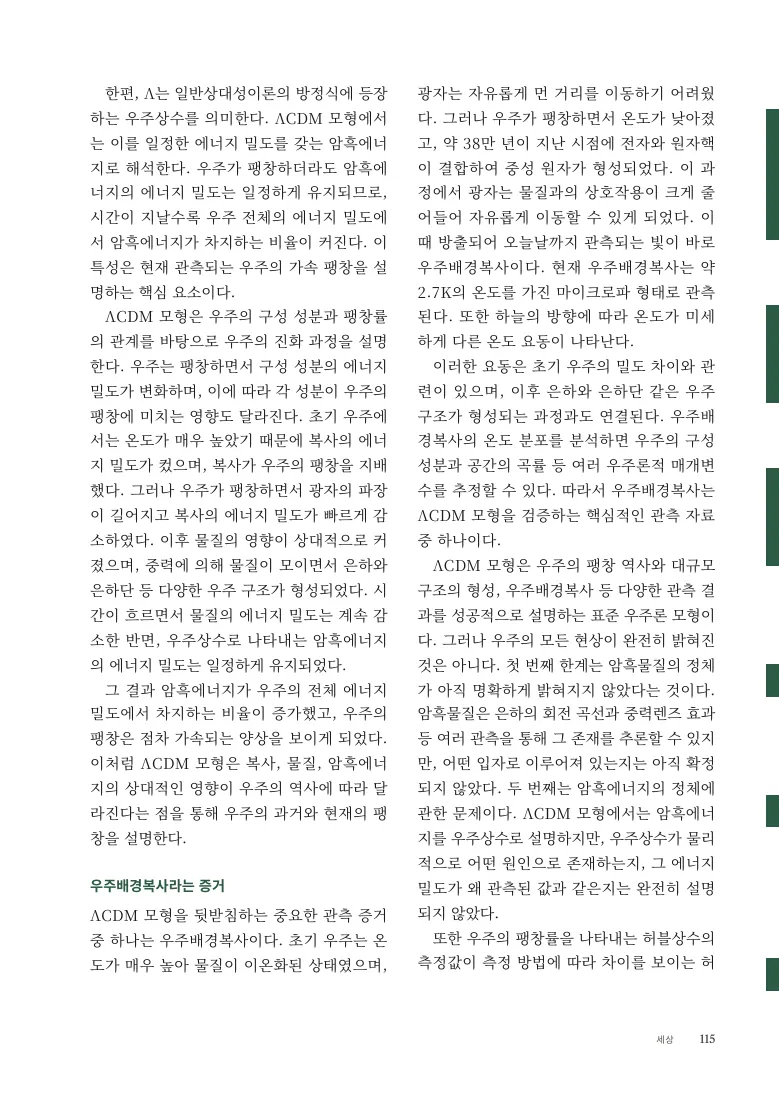 한편, Λ는 일반상대성이론의 방정식에 등장
하는 우주상수를 의미한다. ΛCDM 모형에서
는 이를 일정한 에너지 밀도를 갖는 암흑에너
지로 해석한다. 우주가 팽창하더라도 암흑에
너지의 에너지 밀도는 일정하게 유지되므로,
시간이 지날수록 우주 전체의 에너지 밀도에
서 암흑에너지가 차지하는 비율이 커진다. 이
특성은 현재 관측되는 우주의 가속 팽창을 설
명하는 핵심 요소이다.
ΛCDM 모형은 우주의 구성 성분과 팽창률
의 관계를 바탕으로 우주의 진화 과정을 설명
한다. 우주는 팽창하면서 구성 성분의 에너지
밀도가 변화하며, 이에 따라 각 성분이 우주의
팽창에 미치는 영향도 달라진다. 초기 우주에
서는 온도가 매우 높았기 때문에 복사의 에너
지 밀도가 컸으며, 복사가 우주의 팽창을 지배
했다. 그러나 우주가 팽창하면서 광자의 파장
이 길어지고 복사의 에너지 밀도가 빠르게 감
소하였다. 이후 물질의 영향이 상대적으로 커
졌으며, 중력에 의해 물질이 모이면서 은하와
은하단 등 다양한 우주 구조가 형성되었다. 시
간이 흐르면서 물질의 에너지 밀도는 계속 감
소한 반면, 우주상수로 나타내는 암흑에너지
의 에너지 밀도는 일정하게 유지되었다.
그 결과 암흑에너지가 우주의 전체 에너지
밀도에서 차지하는 비율이 증가했고, 우주의
팽창은 점차 가속되는 양상을 보이게 되었다.
이처럼 ΛCDM 모형은 복사, 물질, 암흑에너
지의 상대적인 영향이 우주의 역사에 따라 달
라진다는 점을 통해 우주의 과거와 현재의 팽
창을 설명한다.
우주배경복사라는 증거
ΛCDM 모형을 뒷받침하는 중요한 관측 증거
중 하나는 우주배경복사이다. 초기 우주는 온
도가 매우 높아 물질이 이온화된 상태였으며,
광자는 자유롭게 먼 거리를 이동하기 어려웠
다. 그러나 우주가 팽창하면서 온도가 낮아졌
고, 약 38만 년이 지난 시점에 전자와 원자핵
이 결합하여 중성 원자가 형성되었다. 이 과
정에서 광자는 물질과의 상호작용이 크게 줄
어들어 자유롭게 이동할 수 있게 되었다. 이
때 방출되어 오늘날까지 관측되는 빛이 바로
우주배경복사이다. 현재 우주배경복사는 약
2.7K의 온도를 가진 마이크로파 형태로 관측
된다. 또한 하늘의 방향에 따라 온도가 미세
하게 다른 온도 요동이 나타난다.
이러한 요동은 초기 우주의 밀도 차이와 관
련이 있으며, 이후 은하와 은하단 같은 우주
구조가 형성되는 과정과도 연결된다. 우주배
경복사의 온도 분포를 분석하면 우주의 구성
성분과 공간의 곡률 등 여러 우주론적 매개변
수를 추정할 수 있다. 따라서 우주배경복사는
ΛCDM 모형을 검증하는 핵심적인 관측 자료
중 하나이다.
ΛCDM 모형은 우주의 팽창 역사와 대규모
구조의 형성, 우주배경복사 등 다양한 관측 결
과를 성공적으로 설명하는 표준 우주론 모형이
다. 그러나 우주의 모든 현상이 완전히 밝혀진
것은 아니다. 첫 번째 한계는 암흑물질의 정체
가 아직 명확하게 밝혀지지 않았다는 것이다.
암흑물질은 은하의 회전 곡선과 중력렌즈 효과
등 여러 관측을 통해 그 존재를 추론할 수 있지
만, 어떤 입자로 이루어져 있는지는 아직 확정
되지 않았다. 두 번째는 암흑에너지의 정체에
관한 문제이다. ΛCDM 모형에서는 암흑에너
지를 우주상수로 설명하지만, 우주상수가 물리
적으로 어떤 원인으로 존재하는지, 그 에너지
밀도가 왜 관측된 값과 같은지는 완전히 설명
되지 않았다.
또한 우주의 팽창률을 나타내는 허블상수의
측정값이 측정 방법에 따라 차이를 보이는 허
세상 115